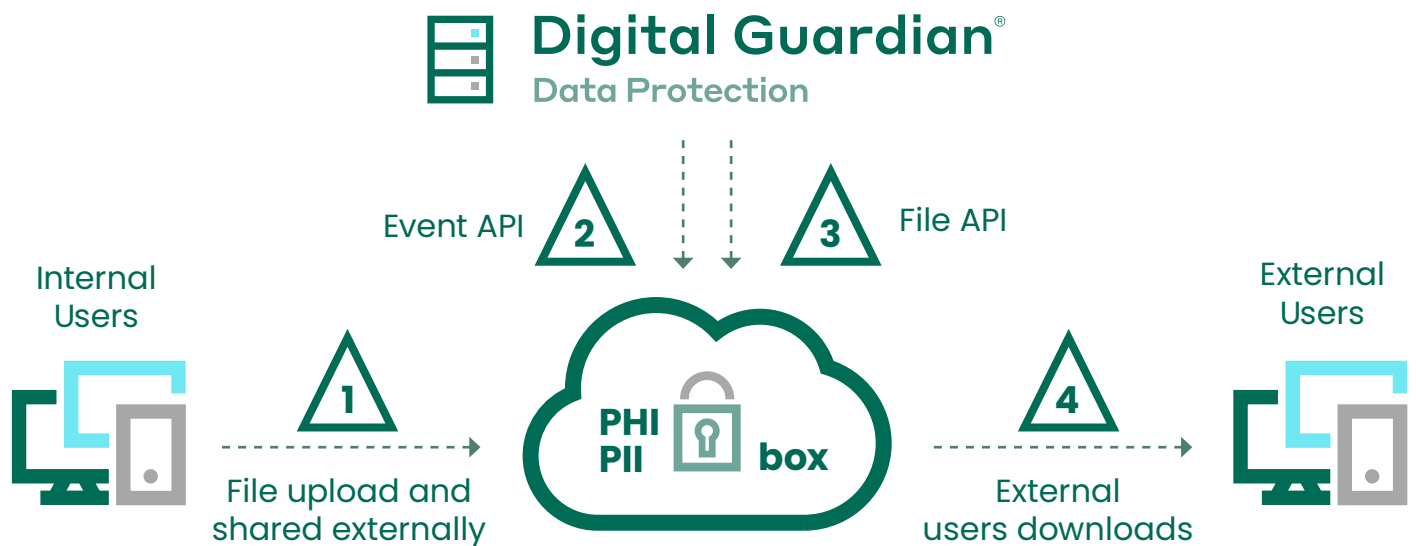 Digital Guardian®
Data Protection
Event API
2
3
File API
Internal
Users
External
Users
1
4
PHI
PII
box
File upload and
shared externally
External
users downloads